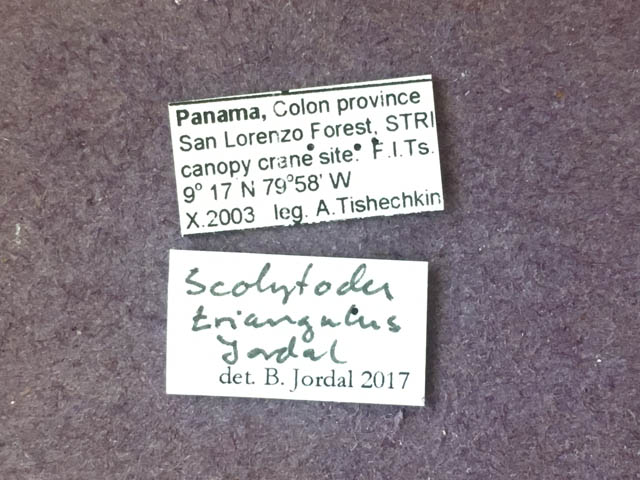 Panama, Colon province
San Lorenzo Forest, STRI
canopy crane site. F.I.Ts.
9° 17 N 79°58' W
X.2003 leg. A.Tishechkin
Scolytodes
triangulus
Jordal
det. B. Jordal 2017